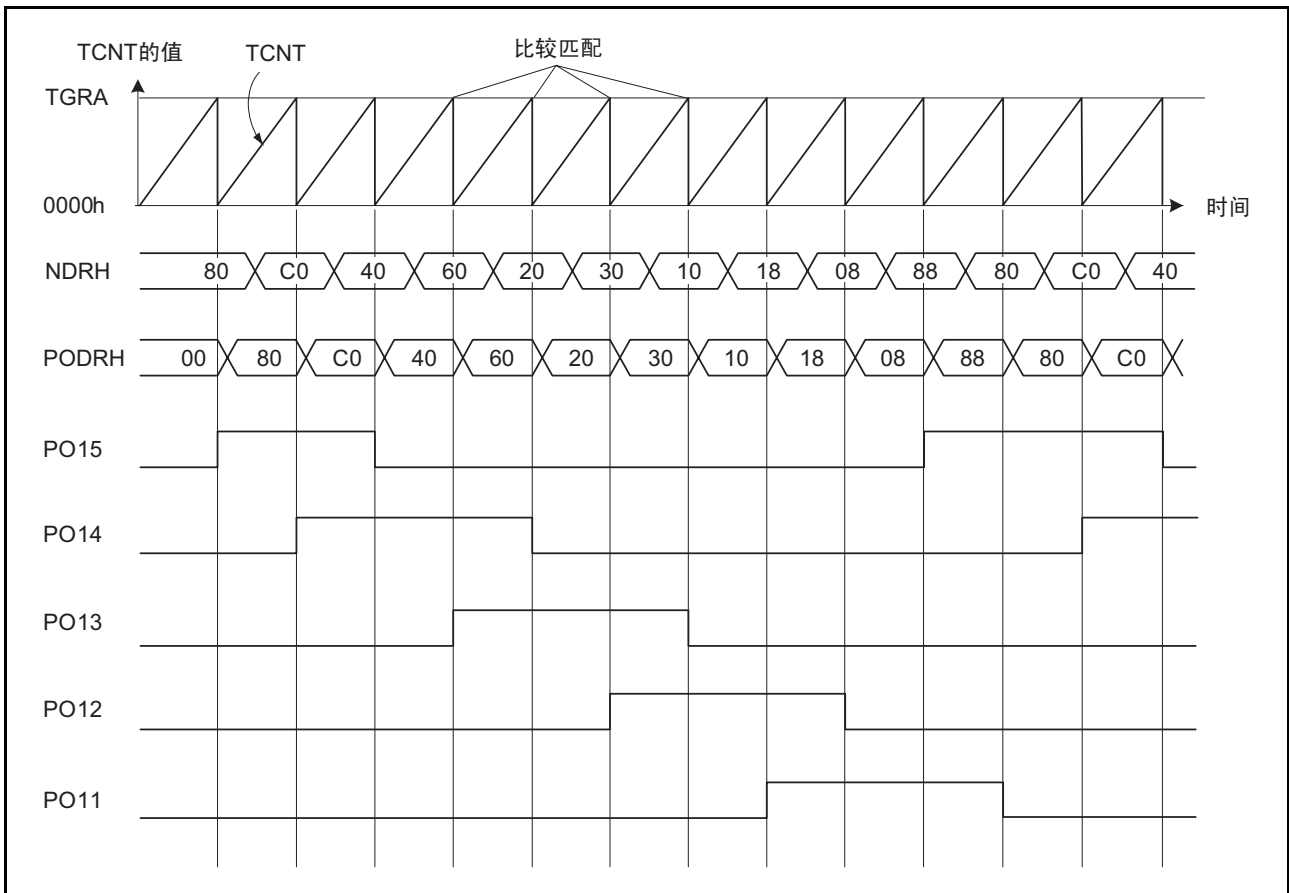 TCNT的值 TCNT 比较匹配
TGRA
0000h 时间
NDRH 80 C0 40 60 20 30 10 18 08 88 80 C0 40
PODRH 00 80 C0 40 60 20 30 10 18 08 88 80 C0
PO15
PO14
PO13
PO12
PO11